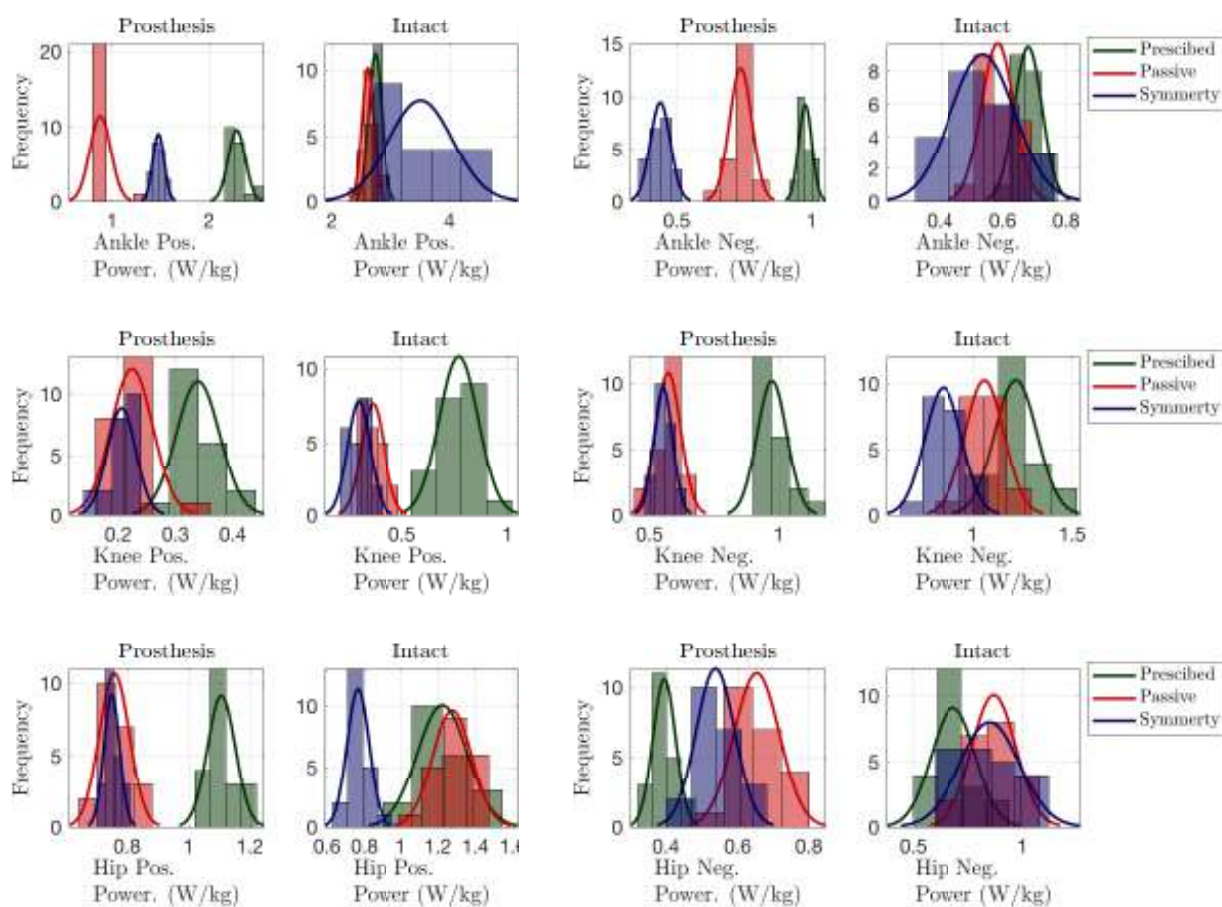 Prosthesis
Intact
Prosthesis
Intact
Frequency
20
15
10
5
0
1 2
Ankle Pos.
Power. (W/kg)
10
5
0
2 4
Ankle Pos.
Power (W/kg)
Frequency
15
10
5
0
0.5 1
Ankle Neg.
Power. (W/kg)
8
6
4
2
0
0.4 0.6 0.8
Ankle Neg.
Power (W/kg)
Prescibed
Passive
Symmerty
Prosthesis
Intact
Prosthesis
Intact
Frequency
10
5
0
0.2 0.3 0.4
Knee Pos.
Power. (W/kg)
10
5
0
0.5 1
Knee Pos.
Power (W/kg)
Frequency
10
5
0
0.5 1
Knee Neg.
Power. (W/kg)
10
5
0
1 1.5
Knee Neg.
Power (W/kg)
Prescibed
Passive
Symmerty
Prosthesis
Intact
Prosthesis
Intact
Frequency
10
5
0
0.8 1 1.2
Hip Pos.
Power. (W/kg)
10
5
0
0.6 0.8 1 1.2 1.4 1.6
Hip Pos.
Power (W/kg)
Frequency
10
5
0
0.4 0.6 0.8
Hip Neg.
Power. (W/kg)
10
5
0
0.5 1
Hip Neg.
Power (W/kg)
Prescibed
Passive
Symmerty